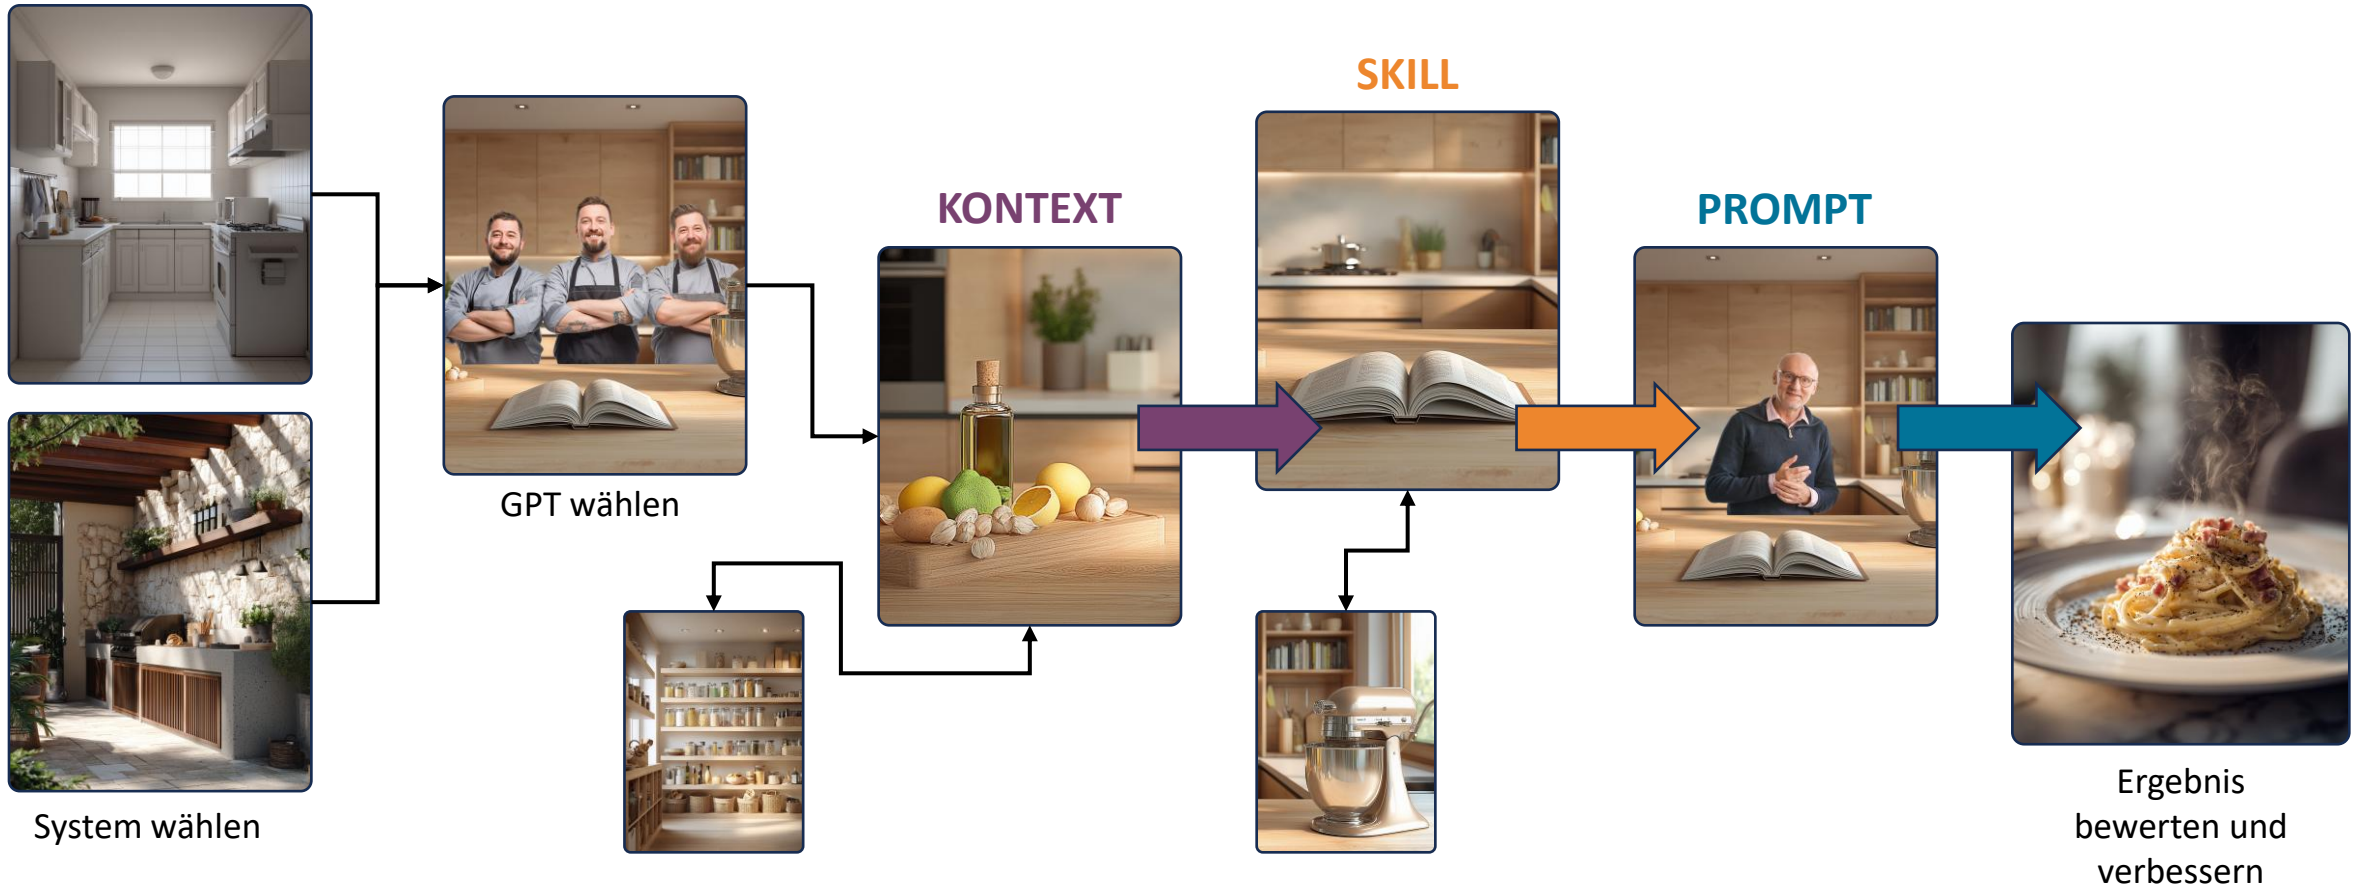 SKILL
KONTEXT
PROMPT
GPT wählen
System wählen
Ergebnis
bewerten und
verbessern